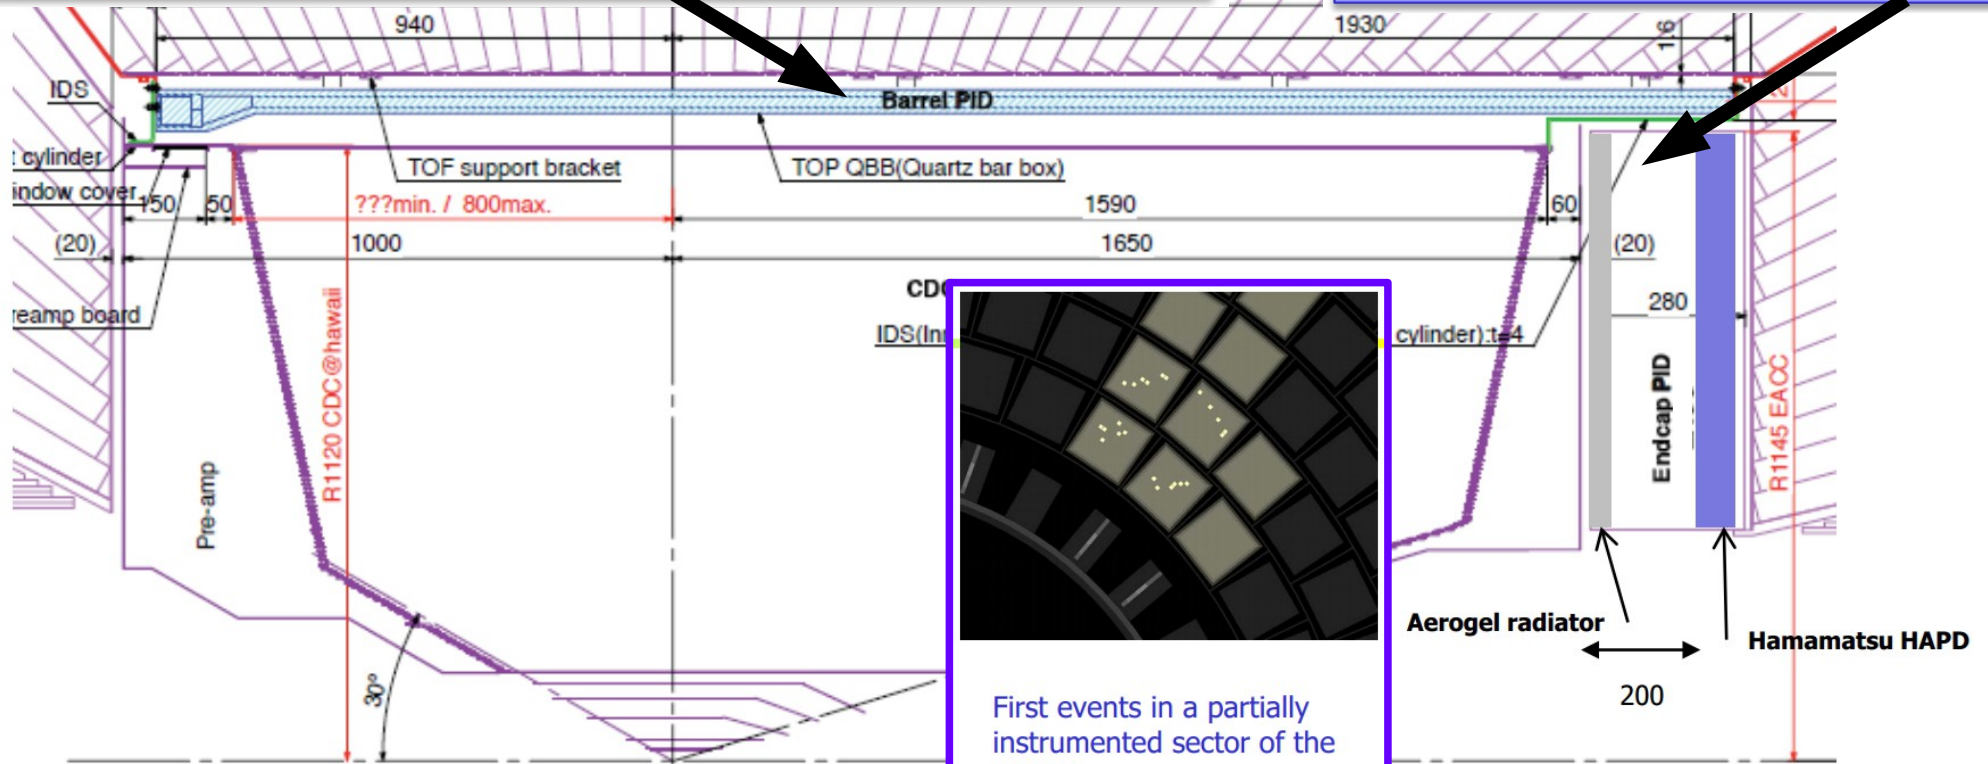 940
1930
1.6
IDS
Barrel PID
t cylinder
TOF support bracket
TOP QBB(Quartz bar box)
indow cover
150
50
???min. / 800max.
1590
60
(20)
1000
1650
(20)
CDC
280
reamp board
IDS(Inn
cylinder):t=4
R1120 CDC@hawaii
Endcap PID
R1145 EACC
Pre-amp
Aerogel radiator
Hamamatsu HAPD
30°
200
First events in a partially
instrumented sector of the